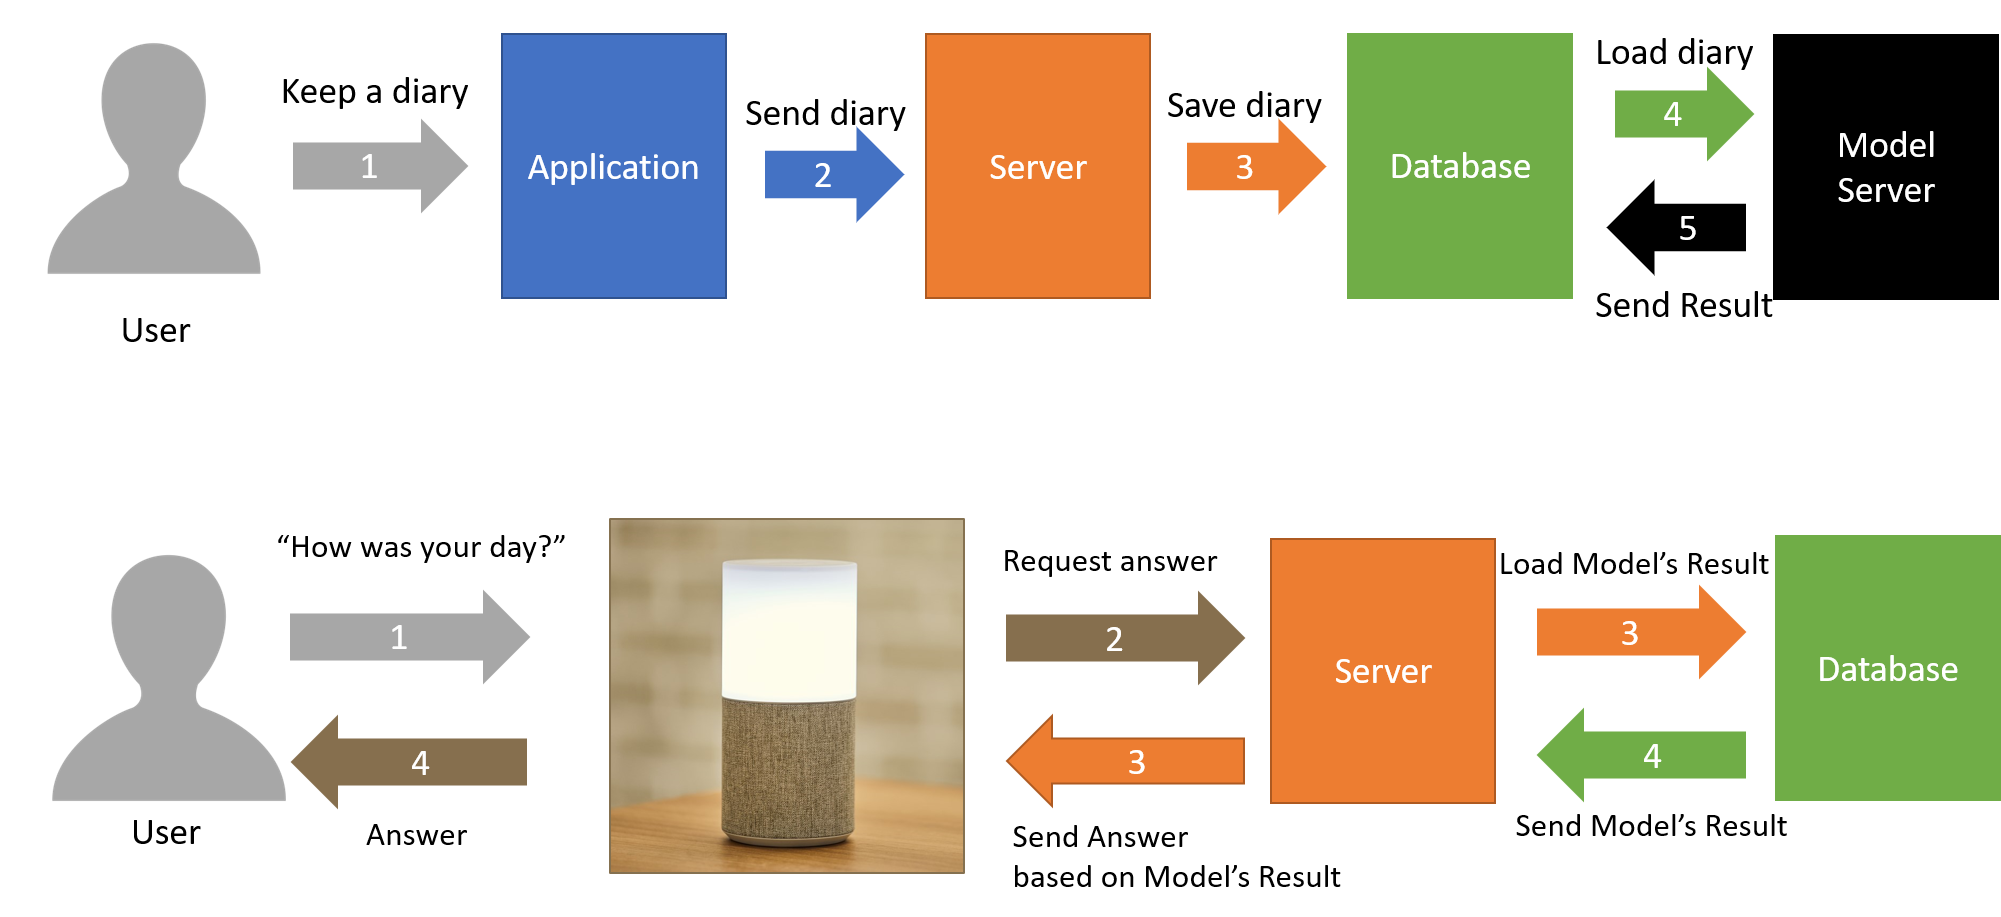 Keep a diary
1
Application
Send diary
2
Server
Save diary
3
Database
Load diary
4
5
Send Result
Model
Server
User
“How was your day?”
1
4
Answer
User
Request answer
2
3
Send Answer
based on Model’s Result
Server
Load Model’s Result
3
4
Send Model’s Result
Database